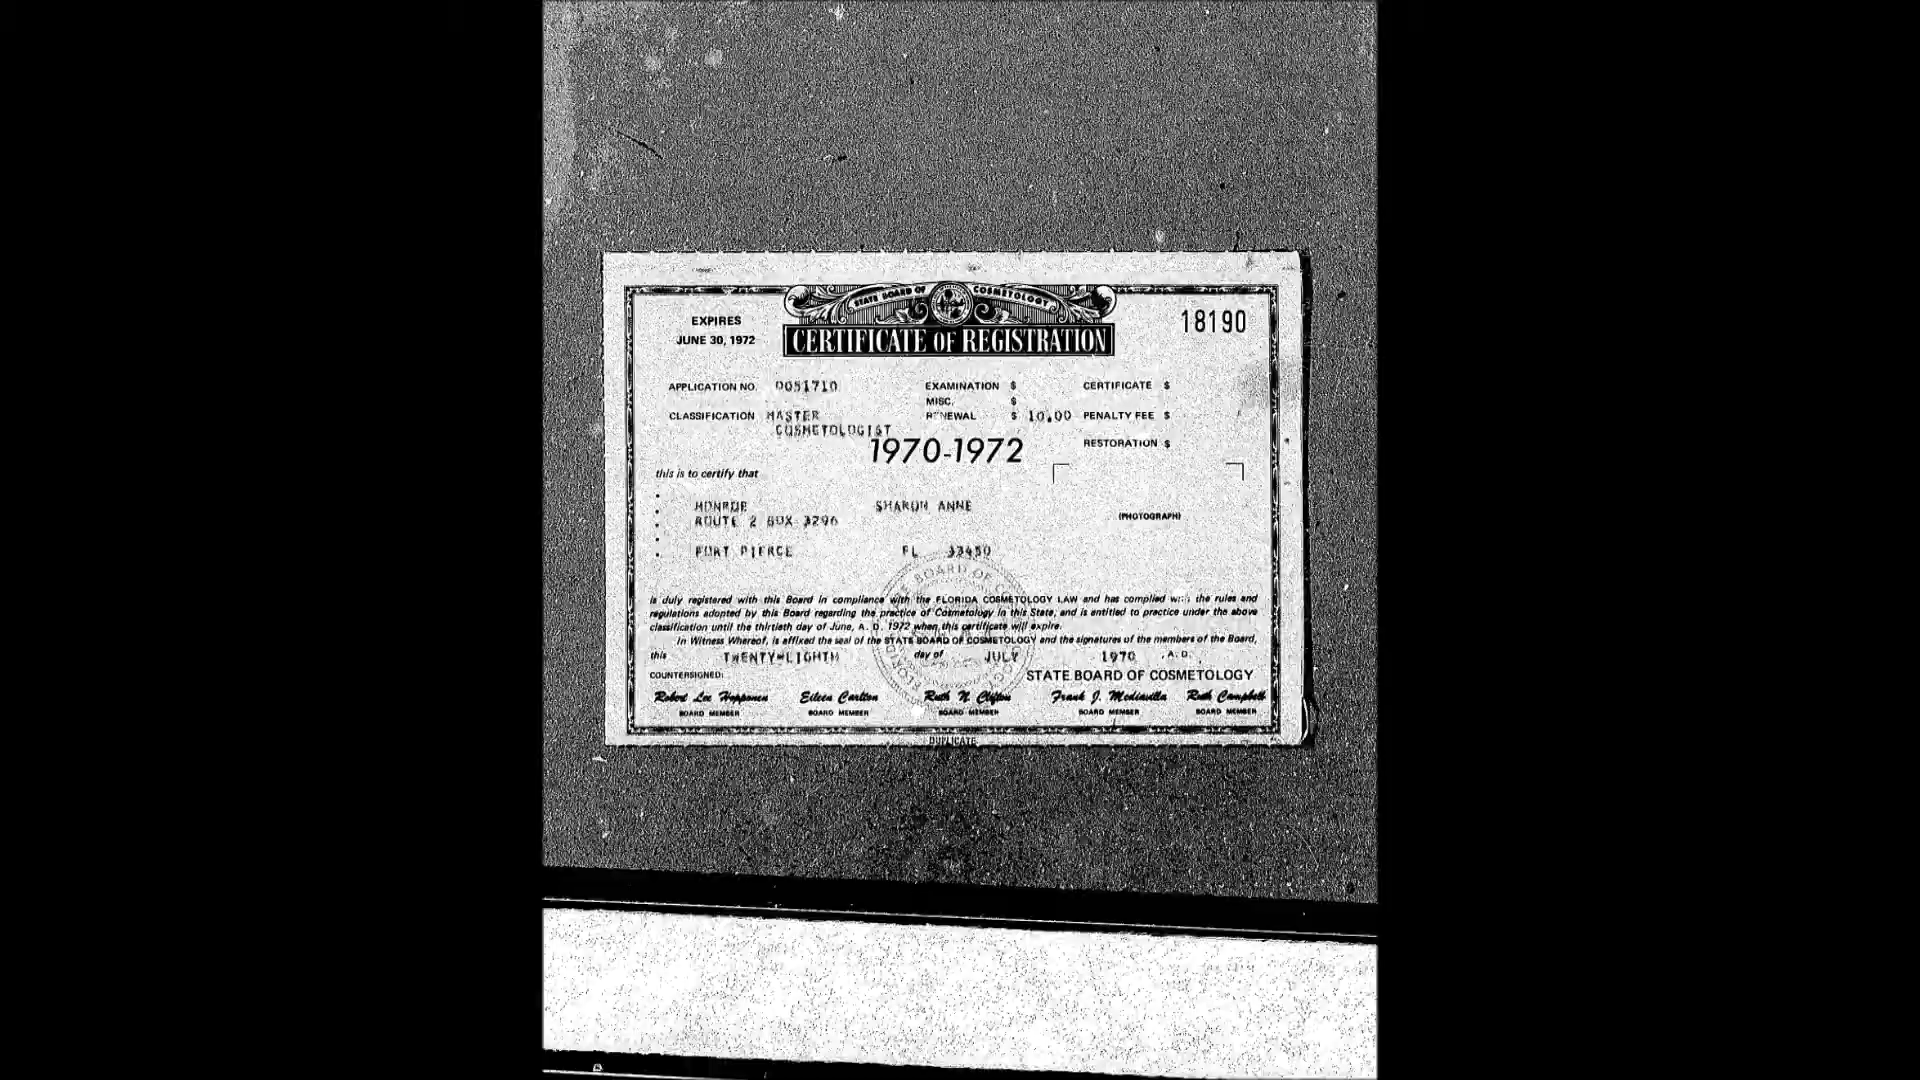 STATE BOARD OF COSMETOLOGY
EXPIRES
JUNE 30, 1972
CERTIFICATE OF REGISTRATION
18190
APPLICATION NO. 0051710 EXAMINATION $ CERTIFICATE $
MISC. $
CLASSIFICATION MASTER RENEWAL $ 10.00 PENALTY FEE $
COSMETOLOGIST
1970-1972 RESTORATION $
this is to certify that
MONROE SHARON ANNE
ROUTE 2 BOX 3296
(PHOTOGRAPH)
FORT PIERCE FL 33450
is duly registered with this Board in compliance with the FLORIDA COSMETOLOGY LAW and has complied with the rules and
regulations adopted by this Board regarding the practice of Cosmetology in this State, and is entitled to practice under the above
classification until the thirtieth day of June, A. D. 1972 when this certificate will expire.
In Witness Whereof, is affixed the seal of the STATE BOARD OF COSMETOLOGY and the signatures of the members of the Board,
this TWENTY-EIGHTH day of JULY 1970 , A.D.
COUNTERSIGNED: STATE BOARD OF COSMETOLOGY
Robert Lee Eileen Carlton Ruth N. Clifton Frank J. Mediavilla Ruth Campbell
BOARD MEMBER BOARD MEMBER BOARD MEMBER BOARD MEMBER BOARD MEMBER
DUPLICATE